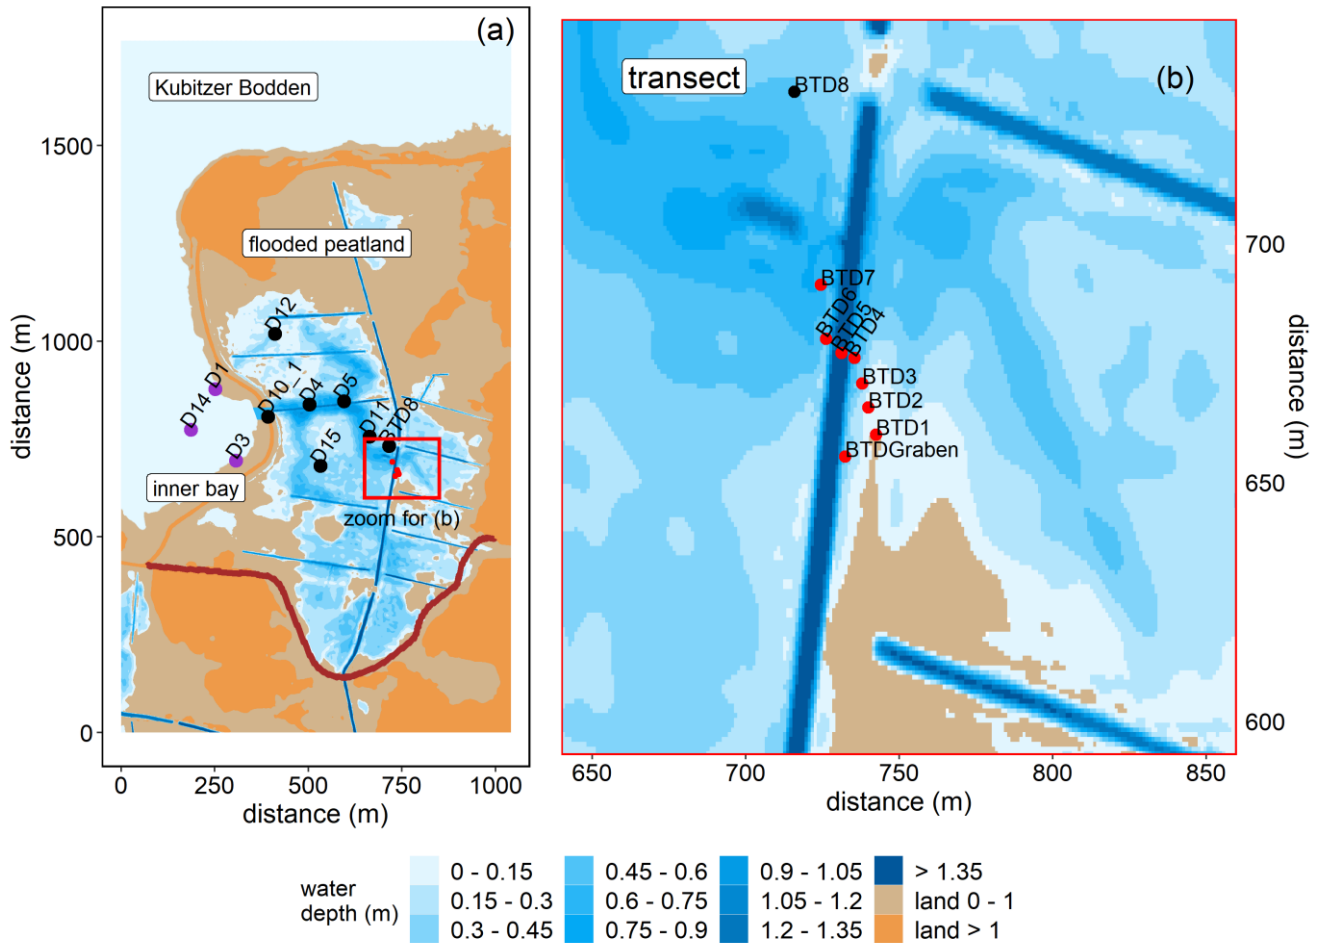 (a)
Kubitzer Bodden
flooded peatland
D12
D1
D10_1
D4
D5
D14
D11
BTD8
D3
D15
inner bay
zoom for (b)
1500
1000
500
0
distance (m)
0
250
500
750
1000
distance (m)
transect
(b)
BTD8
BTD7
BTD6
BTD5
BTD4
BTD3
BTD2
BTD1
BTDGraben
700
650
600
distance (m)
650
700
750
800
850
distance (m)
water
depth (m)
0 - 0.15
0.15 - 0.3
0.3 - 0.45
0.45 - 0.6
0.6 - 0.75
0.75 - 0.9
0.9 - 1.05
1.05 - 1.2
1.2 - 1.35
> 1.35
land 0 - 1
land > 1